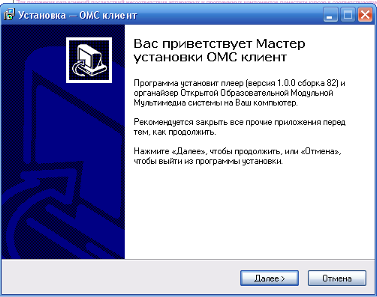 Установка — ОМС клиент
Вас приветствует Мастер
установки ОМС клиент
Программа установит плеер (версия 1.0.0 сборка 82) и
органайзер Открытой Образовательной Модульной
Мультимедиа системы на Ваш компьютер.
Рекомендуется закрыть все прочие приложения перед
тем, как продолжить.
Нажмите «Далее», чтобы продолжить, или «Отмена»,
чтобы выйти из программы установки.
Далее >
Отмена